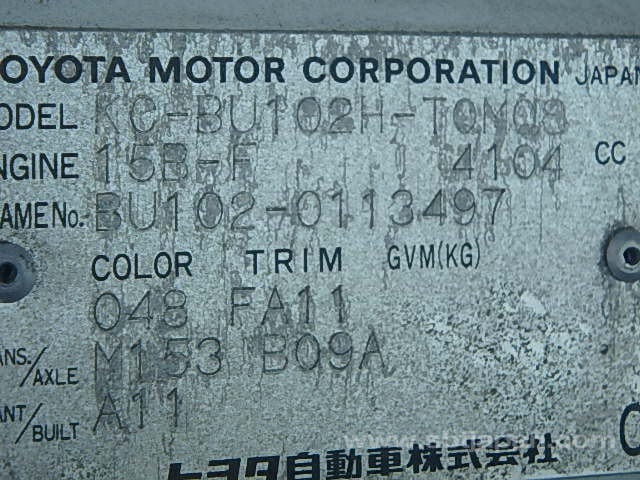 OYOTA MOTOR CORPORATION JAPAN
ODEL KC-BU102H-TQMQ3
NGINE 15B-F 4104 CC
AME No. BU102-0113497
COLOR TRIM GVM(KG)
048 FA11
ANS./AXLE M153 B09A
ANT/BUILT A11
トヨタ自動車株式会社